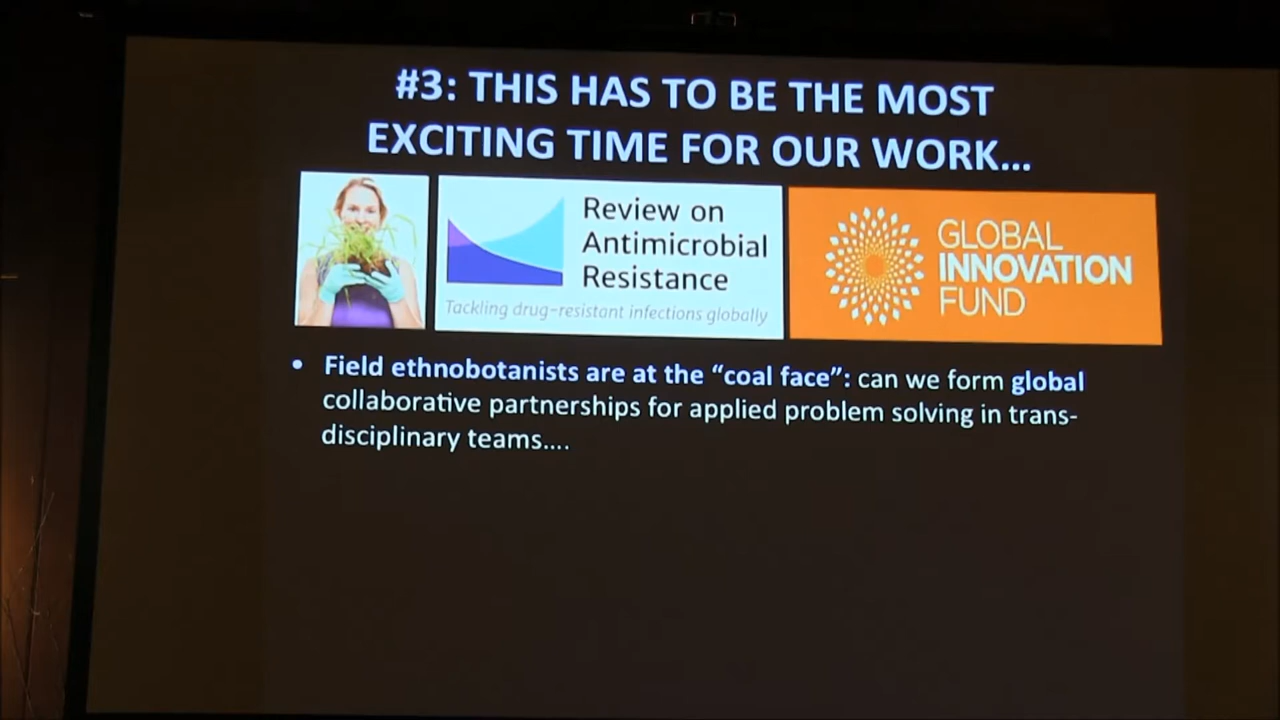 #3: THIS HAS TO BE THE MOST
EXCITING TIME FOR OUR WORK...
Review on
Antimicrobial
Resistance
Tackling drug-resistant infections globally
GLOBAL
INNOVATION
FUND
• Field ethnobotanists are at the “coal face”: can we form global
collaborative partnerships for applied problem solving in trans-
disciplinary teams....